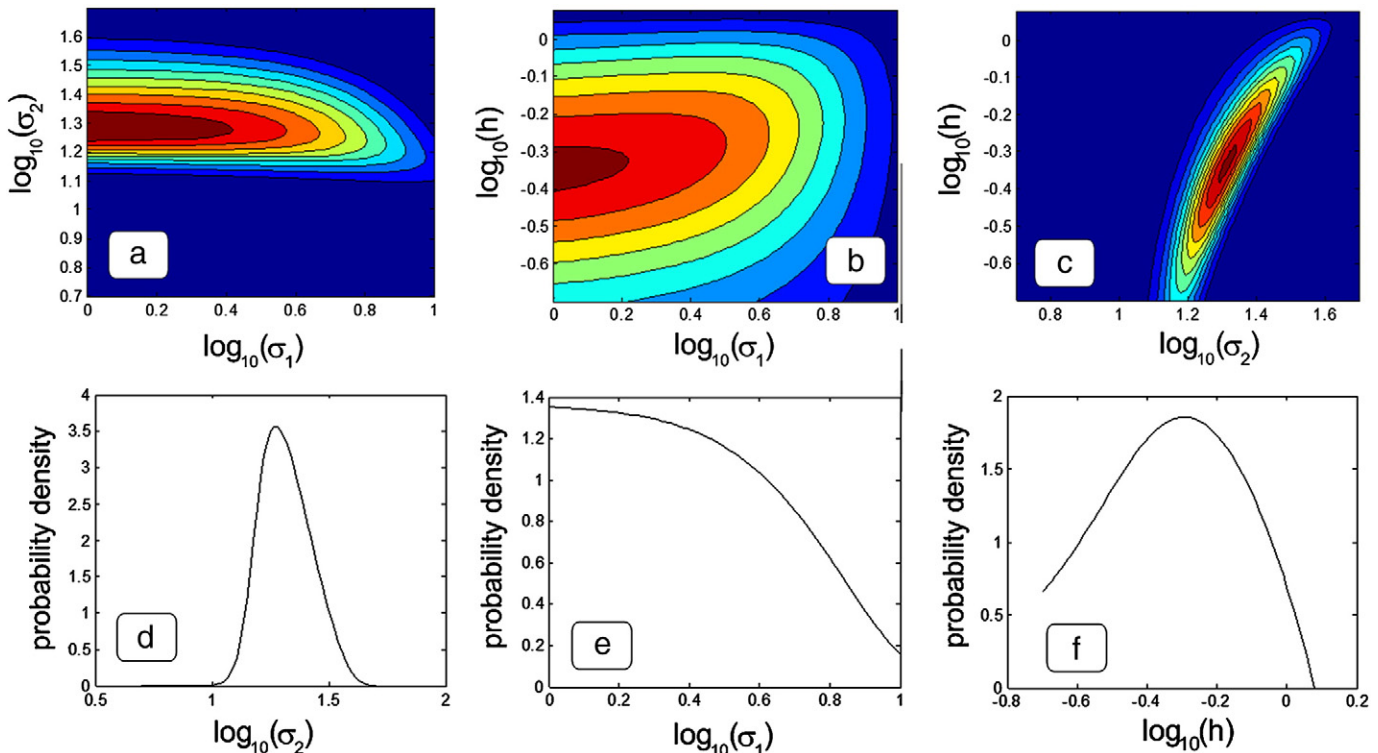 1.6
1.5
1.4
1.3
1.2
1.1
1
0.9
0.8
0.7
log₁₀(σ₂)
a
0 0.2 0.4 0.6 0.8 1
log₁₀(σ₁)
0
-0.1
-0.2
-0.3
-0.4
-0.5
-0.6
log₁₀(h)
b
0 0.2 0.4 0.6 0.8 1
log₁₀(σ₁)
0
-0.1
-0.2
-0.3
-0.4
-0.5
-0.6
log₁₀(h)
c
0.8 1 1.2 1.4 1.6
log₁₀(σ₂)
4
3.5
3
2.5
2
1.5
1
0.5
0
probability density
d
0.5 1 1.5 2
log₁₀(σ₂)
1.4
1.2
1
0.8
0.6
0.4
0.2
0
probability density
e
0 0.2 0.4 0.6 0.8 1
log₁₀(σ₁)
2
1.5
1
0.5
0
probability density
f
-0.8 -0.6 -0.4 -0.2 0 0.2
log₁₀(h)